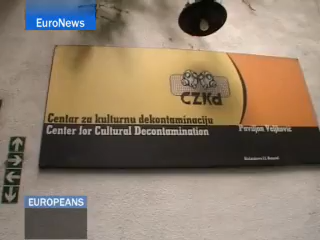 EuroNews
CZKd
Centar za kulturnu dekontaminaciju
Center for Cultural Decontamination
Paviljon Veljković
EUROPEANS